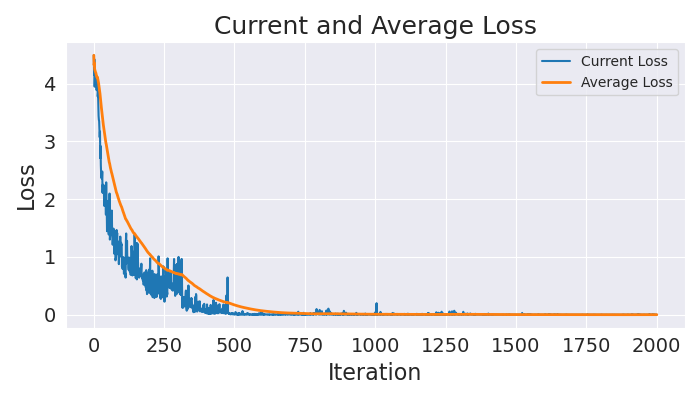 Current and Average Loss
Current Loss
Average Loss
Loss
4
3
2
1
0
0 250 500 750 1000 1250 1500 1750 2000
Iteration